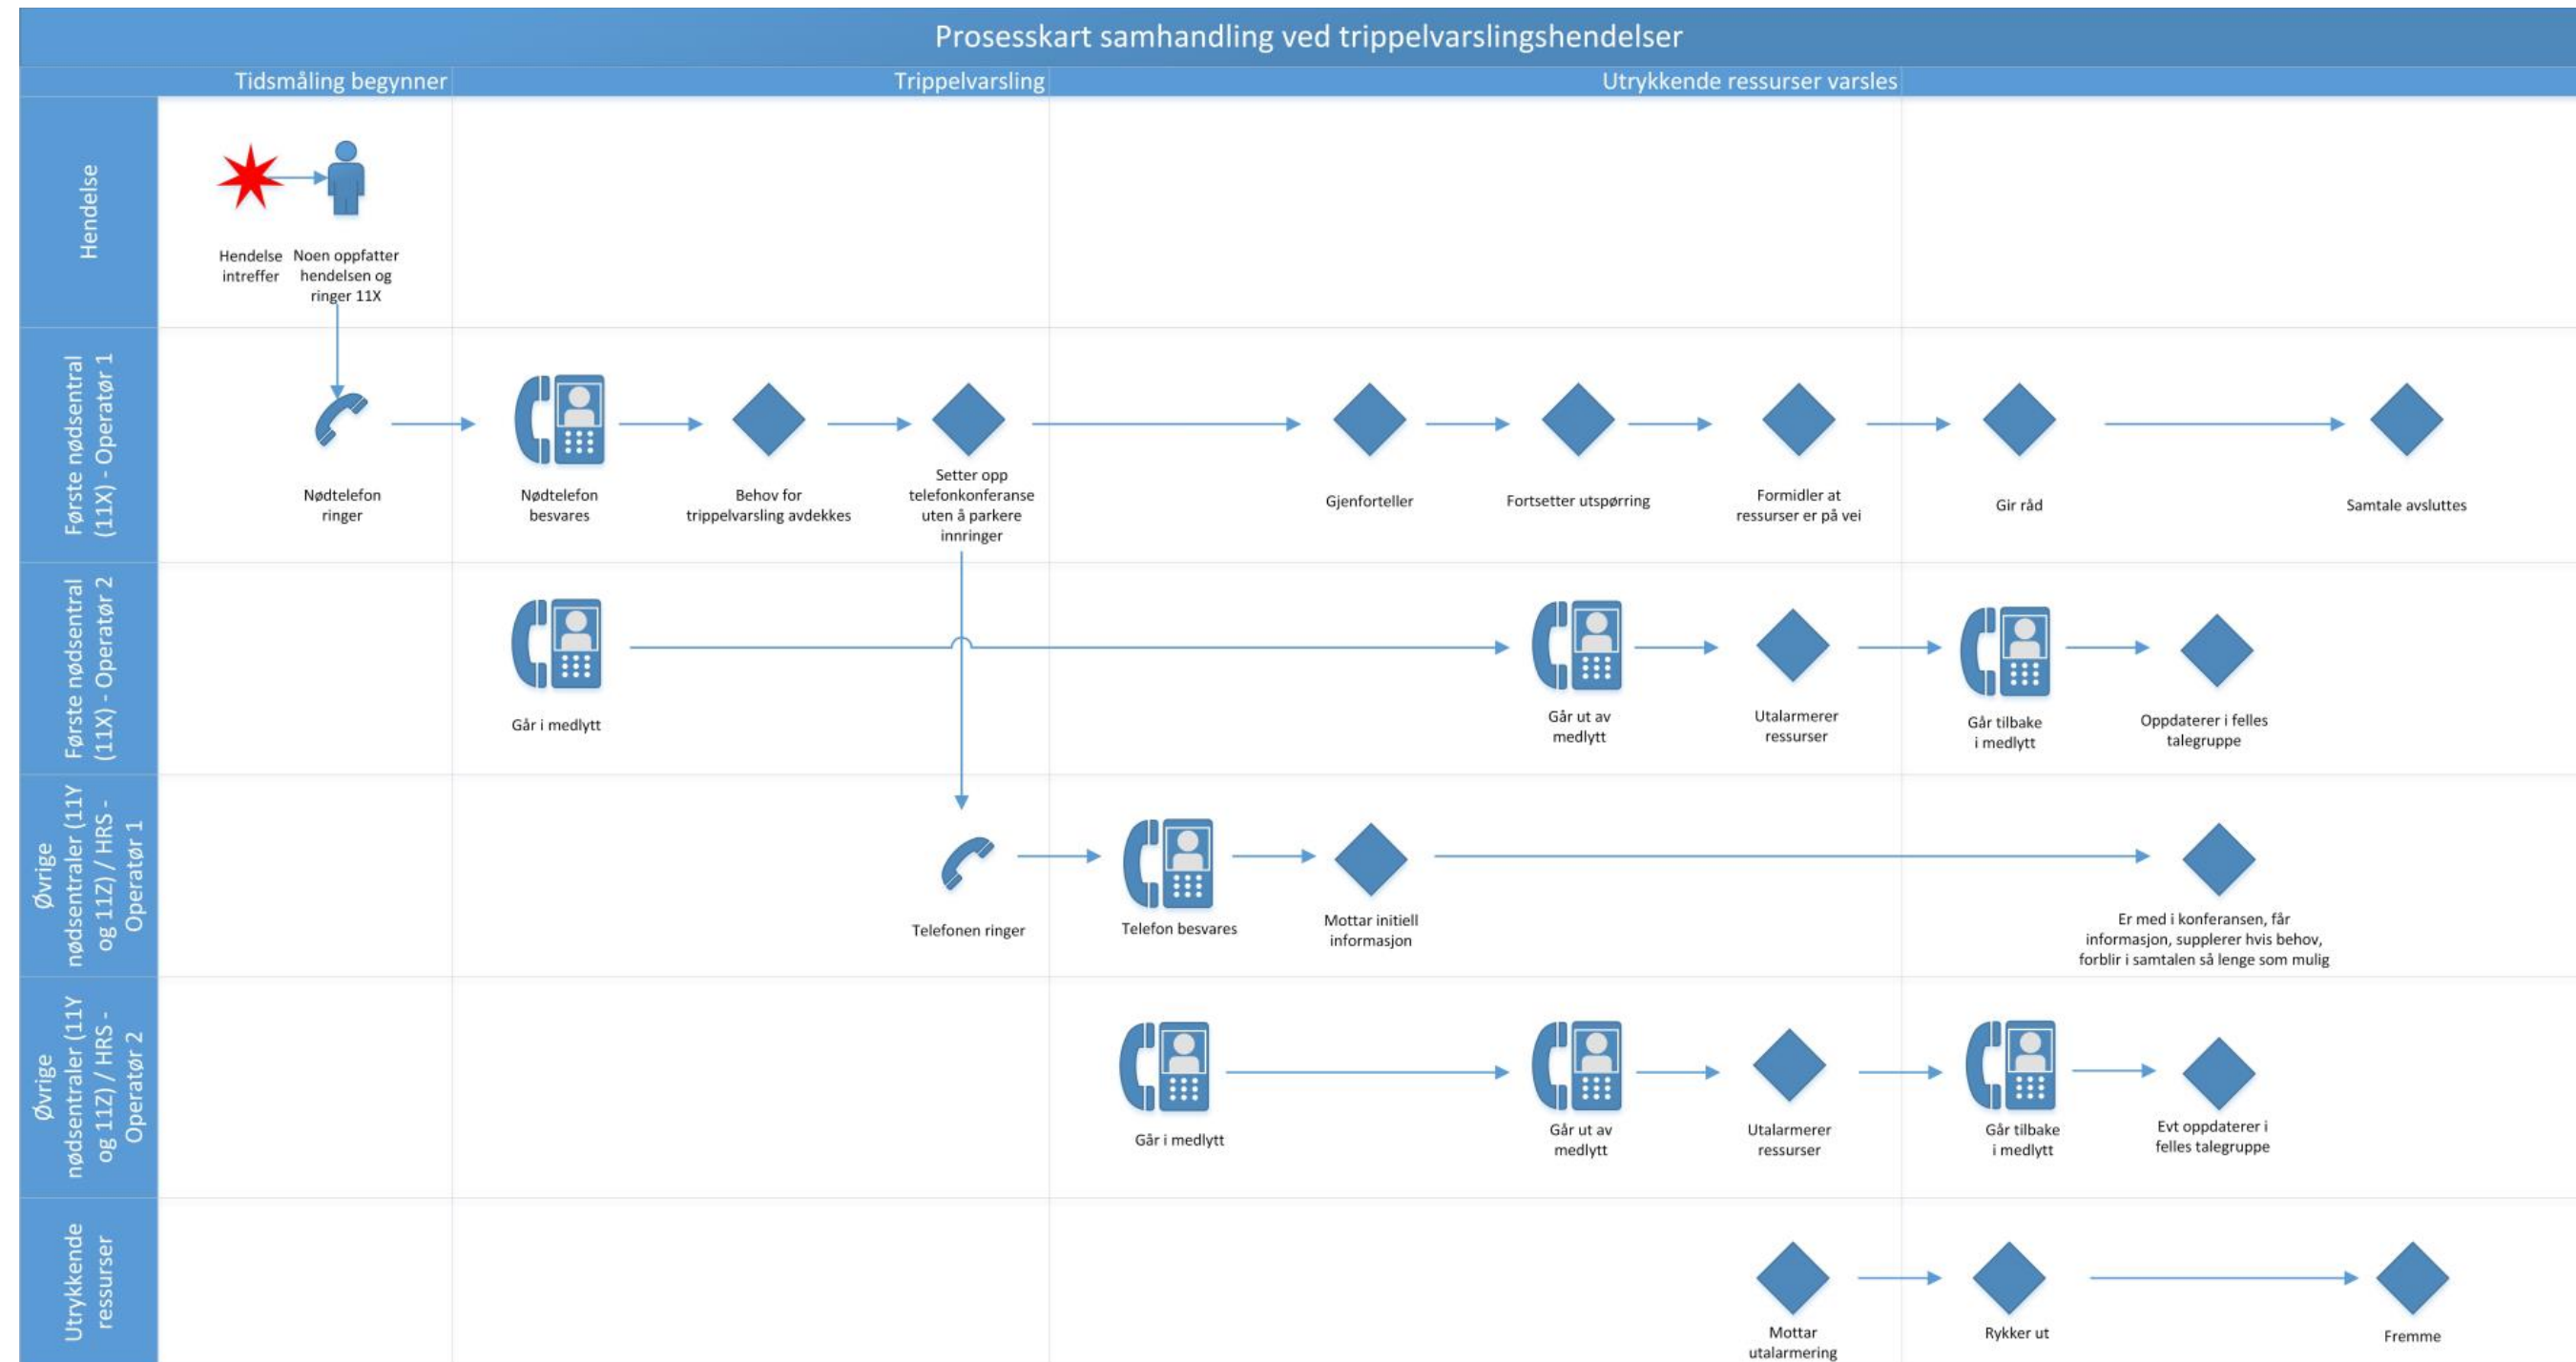 Prosesskart samhandling ved trippelvarslingshendelser
Tidsmåling begynner
Trippelvarsling
Utrykkende ressurser varsles
Hendelse
Hendelse
intreffer
Noen oppfatter
hendelsen og
ringer 11X
Første nødsentral
(11X) - Operatør 1
Nødtelefon
ringer
Nødtelefon
besvares
Behov for
trippelvarsling avdekkes
Setter opp
telefonkonferanse
uten å parkere
innringer
Gjenforteller
Fortsetter utspørring
Formidler at
ressurser er på vei
Gir råd
Samtale avsluttes
Første nødsentral
(11X) - Operatør 2
Går i medlytt
Går ut av
medlytt
Utalarmerer
ressurser
Går tilbake
i medlytt
Oppdaterer i felles
talegruppe
Øvrige
nødsentraler (11Y
og 11Z) / HRS -
Operatør 1
Telefonen ringer
Telefon besvares
Mottar initiell
informasjon
Er med i konferansen, får
informasjon, supplerer hvis behov,
forblir i samtalen så lenge som mulig
Øvrige
nødsentraler (11Y
og 11Z) / HRS -
Operatør 2
Går i medlytt
Går ut av
medlytt
Utalarmerer
ressurser
Går tilbake
i medlytt
Evt oppdaterer i
felles talegruppe
Utrykkende
ressurser
Mottar
utalarmering
Rykker ut
Fremme